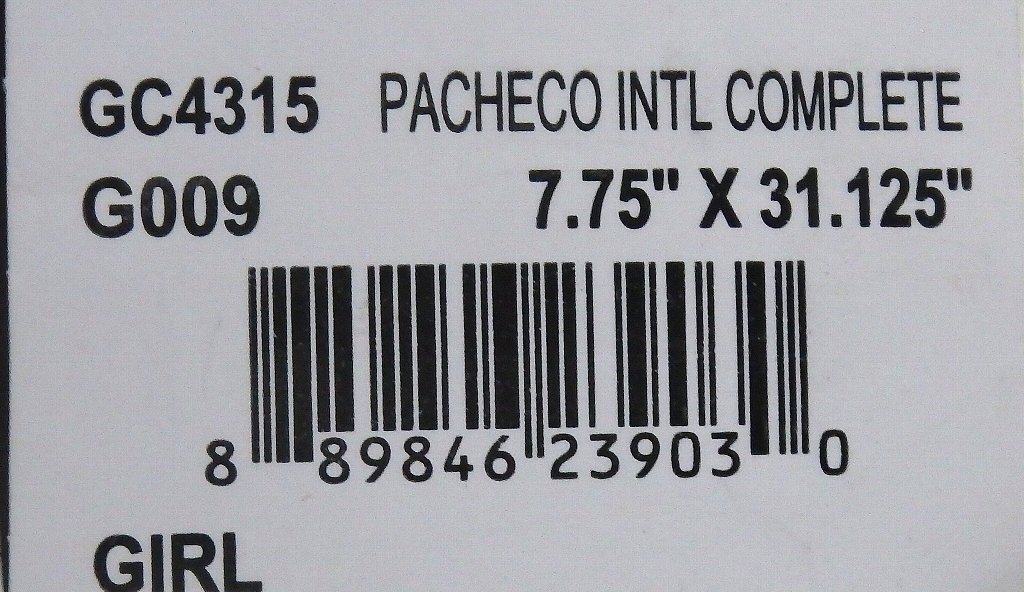 GC4315 PACHECO INTL COMPLETE
G009 7.75" X 31.125"
8 89846 23903 0
GIRL